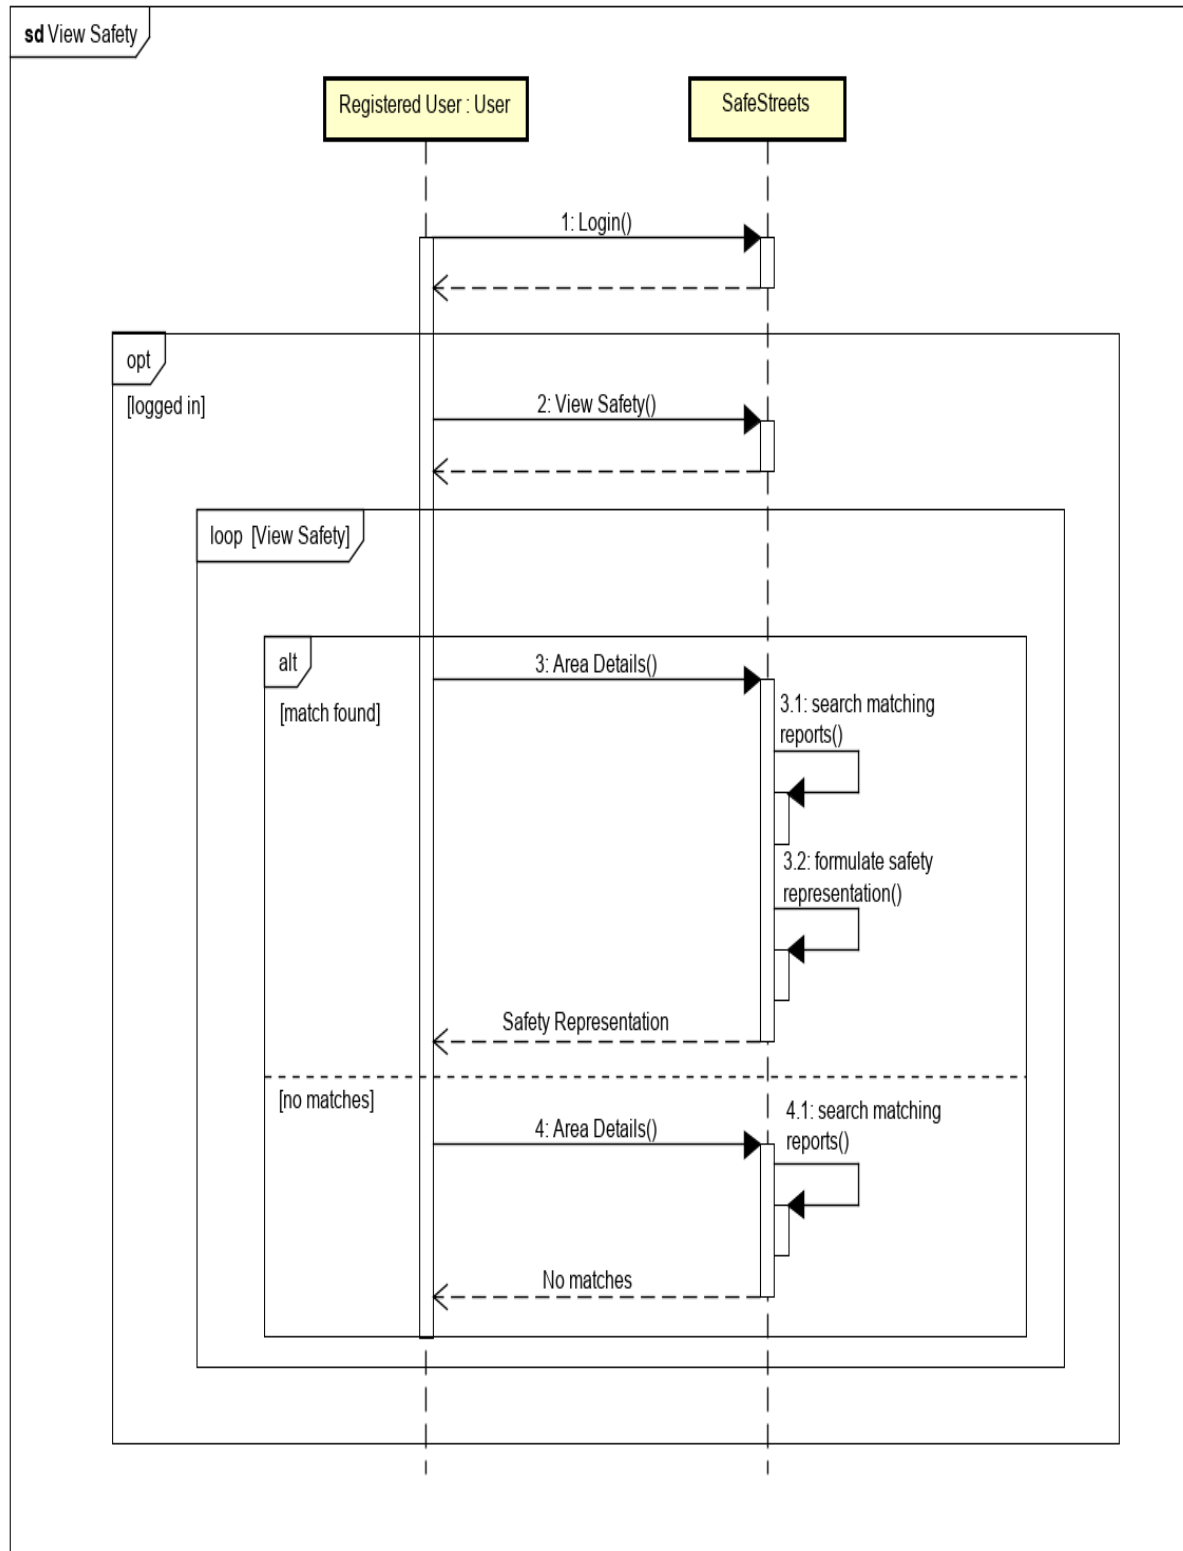 sd View Safety
Registered User : User
SafeStreets
1: Login()
opt
[logged in]
2: View Safety()
loop [View Safety]
alt
3: Area Details()
[match found]
3.1: search matching
reports()
3.2: formulate safety
representation()
Safety Representation
[no matches]
4: Area Details()
4.1: search matching
reports()
No matches